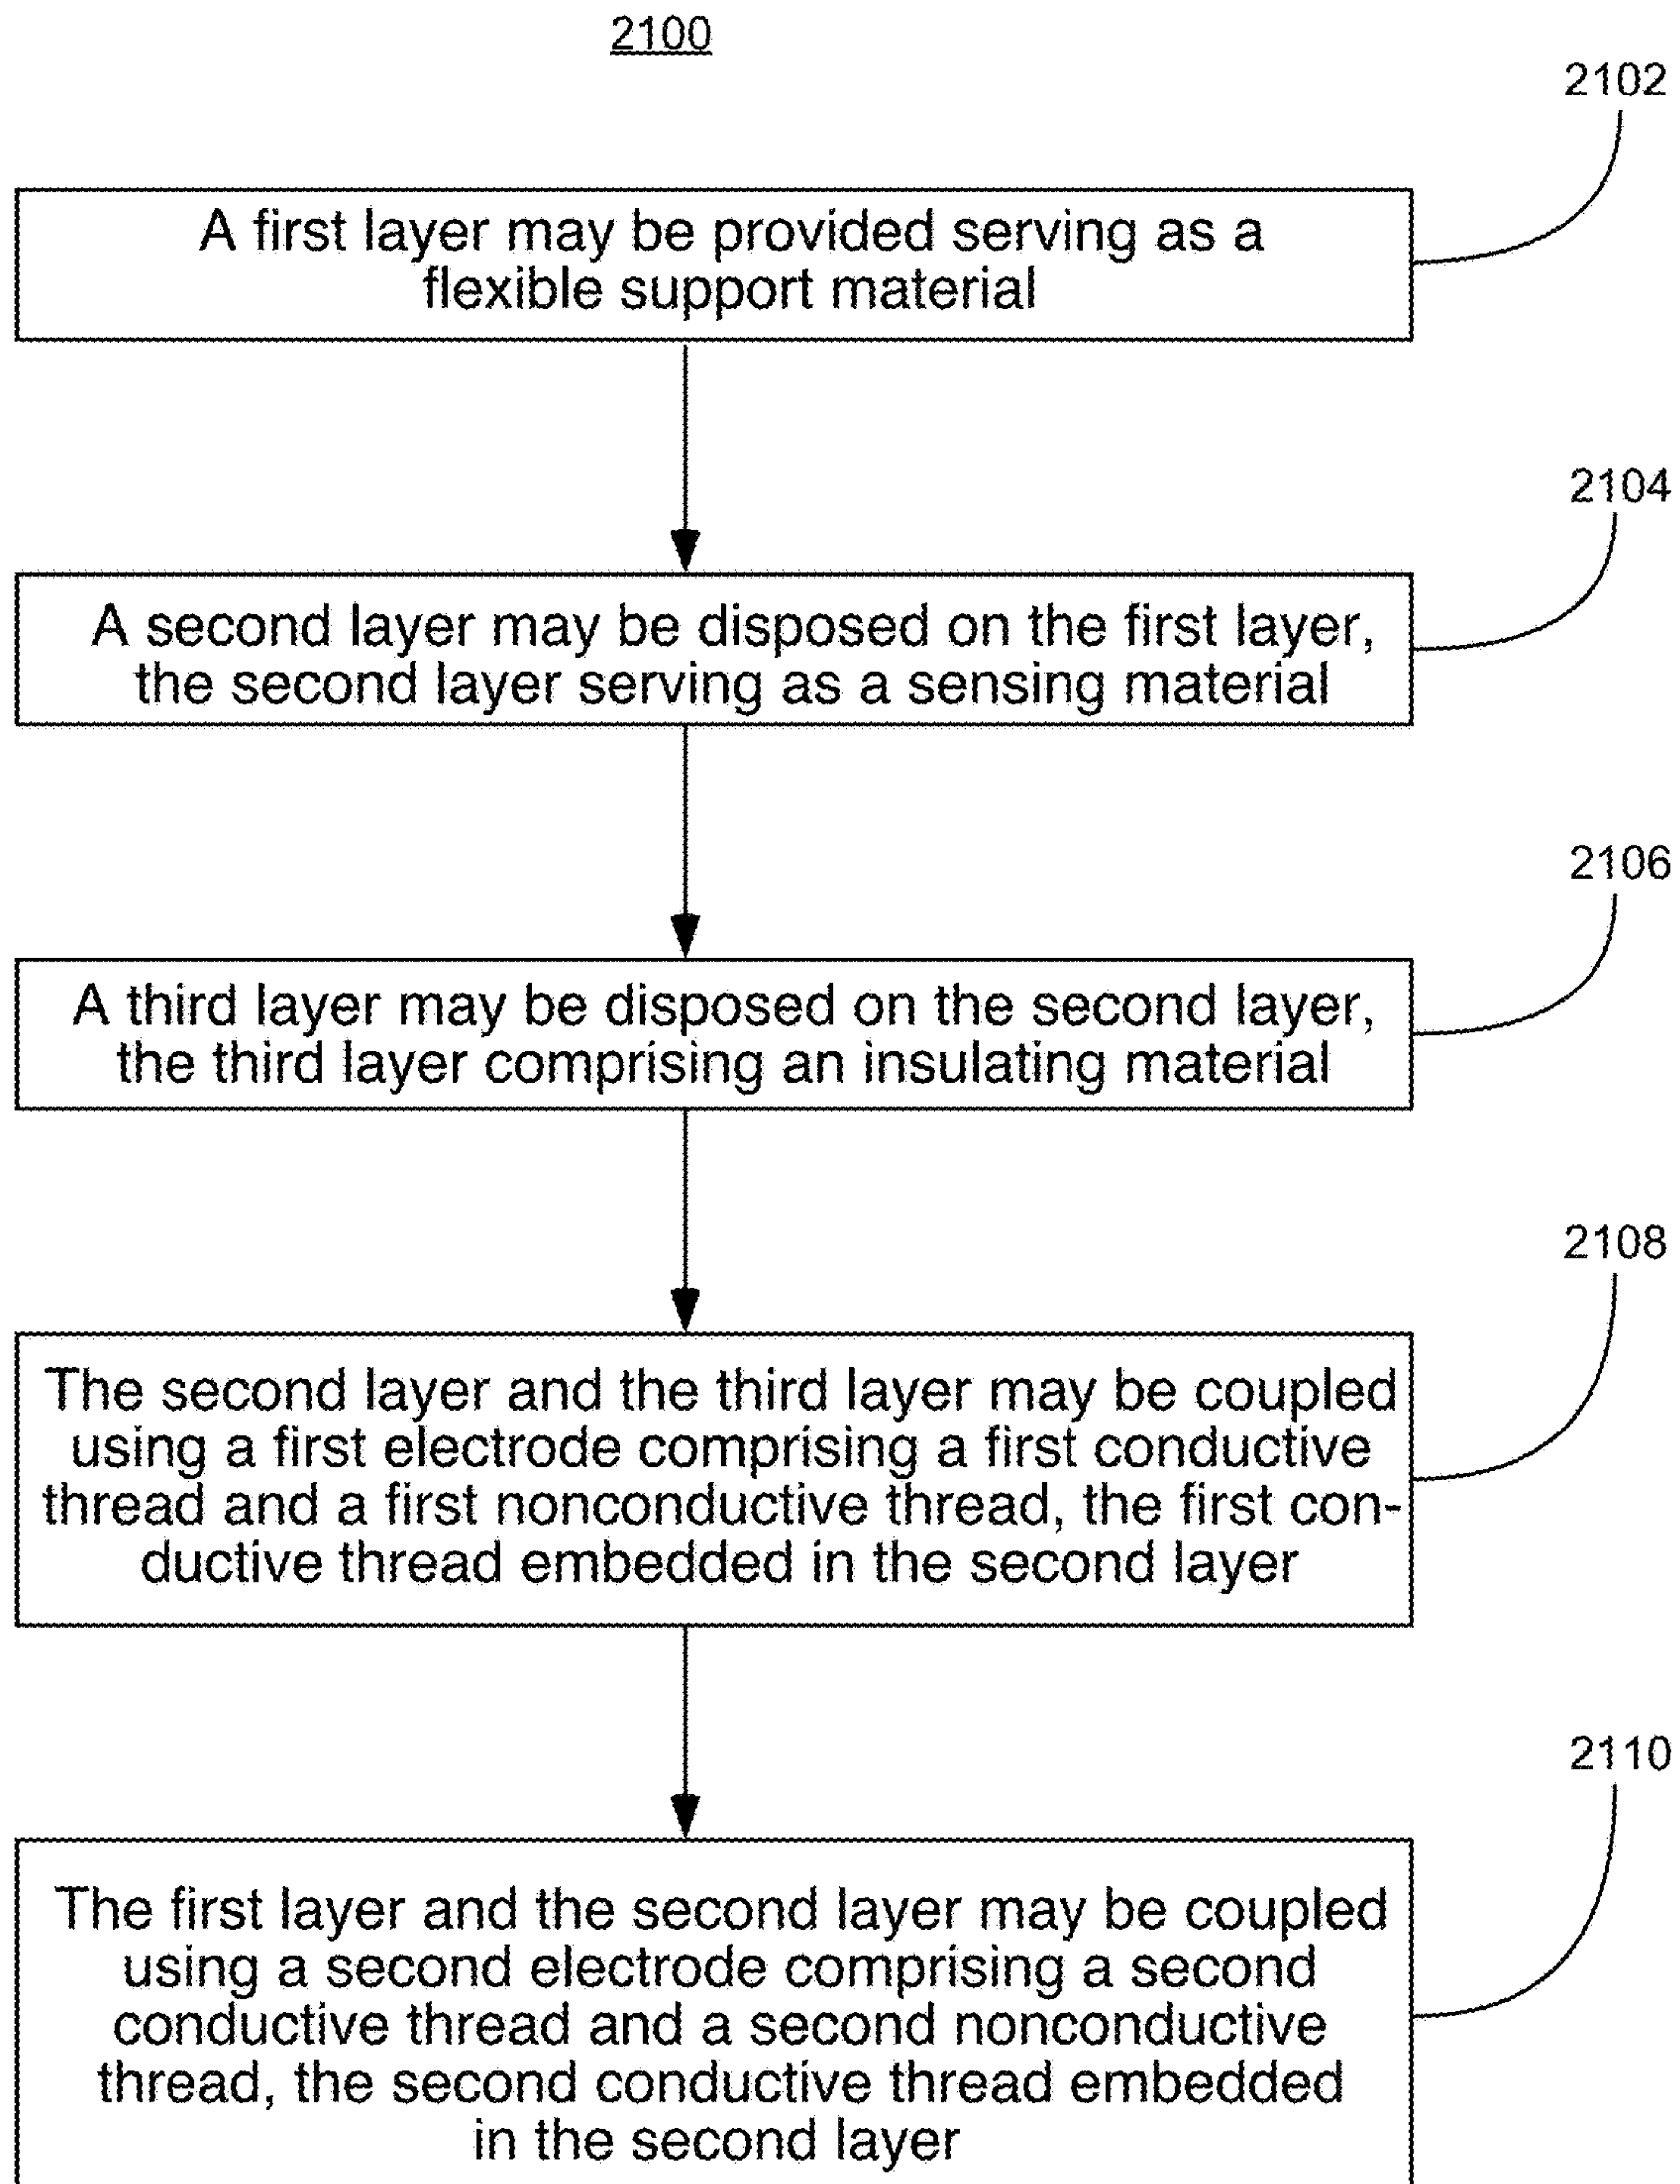 2100
2102
A first layer may be provided serving as a
flexible support material
2104
A second layer may be disposed on the first layer,
the second layer serving as a sensing material
2106
A third layer may be disposed on the second layer,
the third layer comprising an insulating material
2108
The second layer and the third layer may be coupled
using a first electrode comprising a first conductive
thread and a first nonconductive thread, the first con-
ductive thread embedded in the second layer
2110
The first layer and the second layer may be coupled
using a second electrode comprising a second
conductive thread and a second nonconductive
thread, the second conductive thread embedded
in the second layer